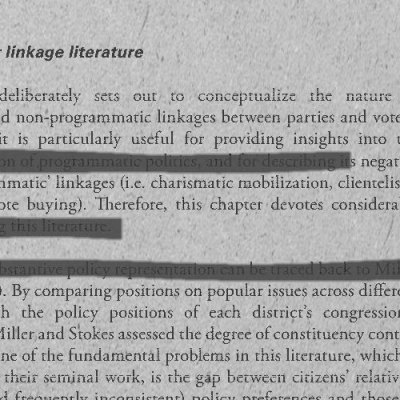 linkage literature
deliberately sets out to conceptualize the nature
d non-programmatic linkages between parties and vote
it is particularly useful for providing insights into t
on of programmatic politics, and for describing its negat
mmatic' linkages (i.e. charismatic mobilization, clientelis
ote buying). Therefore, this chapter devotes considera
g this literature.
bstantive policy representation can be traced back to Mil
). By comparing positions on popular issues across differe
h the policy positions of each district's congression
Miller and Stokes assessed the degree of constituency cont
ne of the fundamental problems in this literature, which
their seminal work, is the gap between citizens' relativ
d frequently inconsistent) policy preferences and those